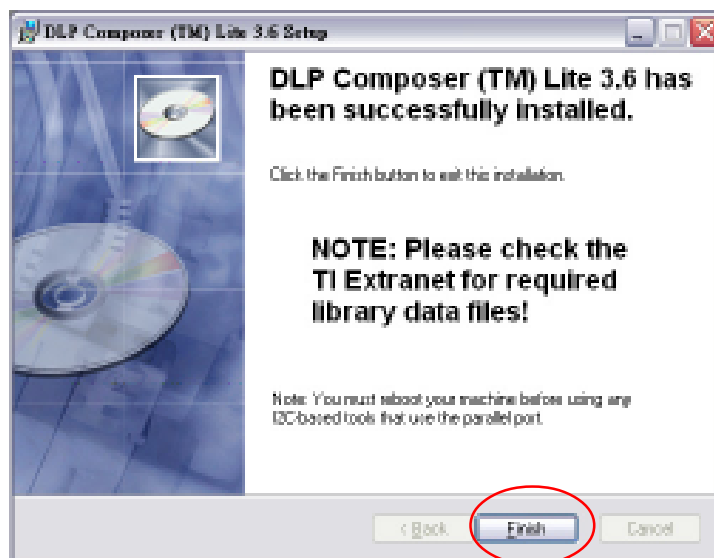 DLP Composer (TM) Lite 3.6 Setup
DLP Composer (TM) Lite 3.6 has
been successfully installed.
Click the Finish button to exit this installation.
NOTE: Please check the
TI Extranet for required
library data files!
Note: You must reboot your machine before using any
I2C-based tools that use the parallel port.
< Back Finish Cancel